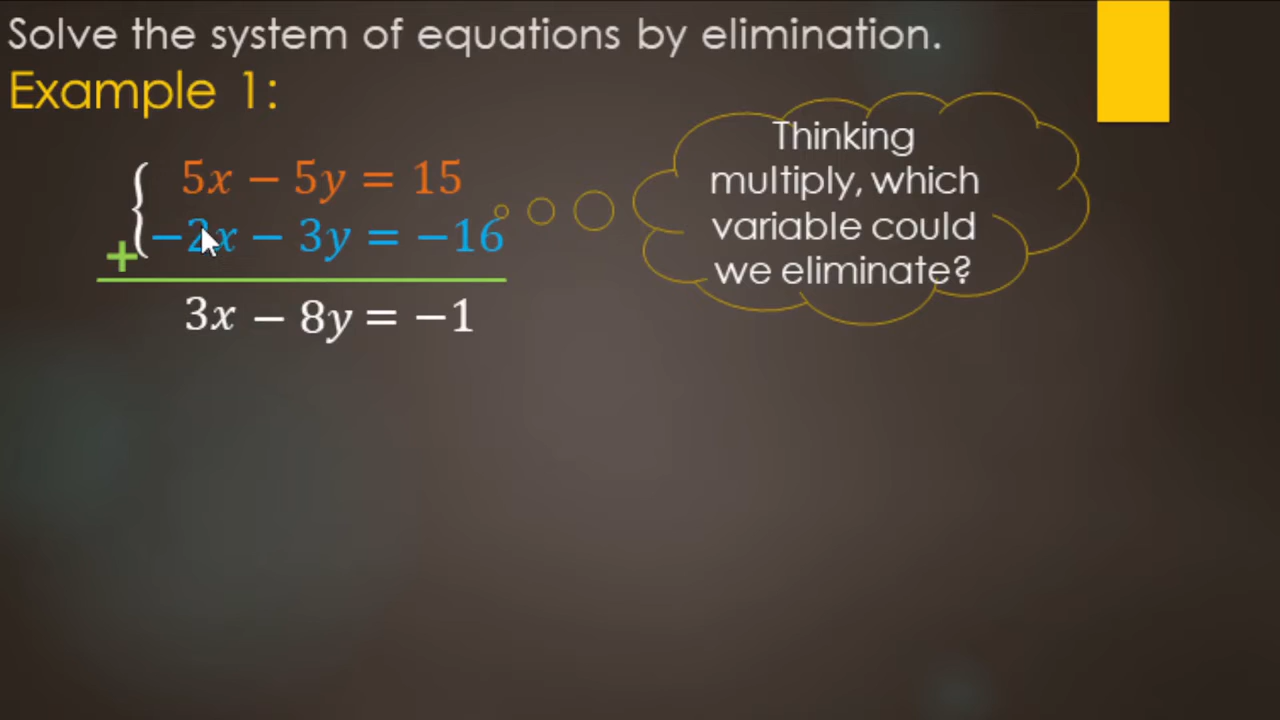 Solve the system of equations by elimination.
Example 1:
5x − 5y = 15
−2x − 3y = −16
+
3x − 8y = −1
Thinking
multiply, which
variable could
we eliminate?